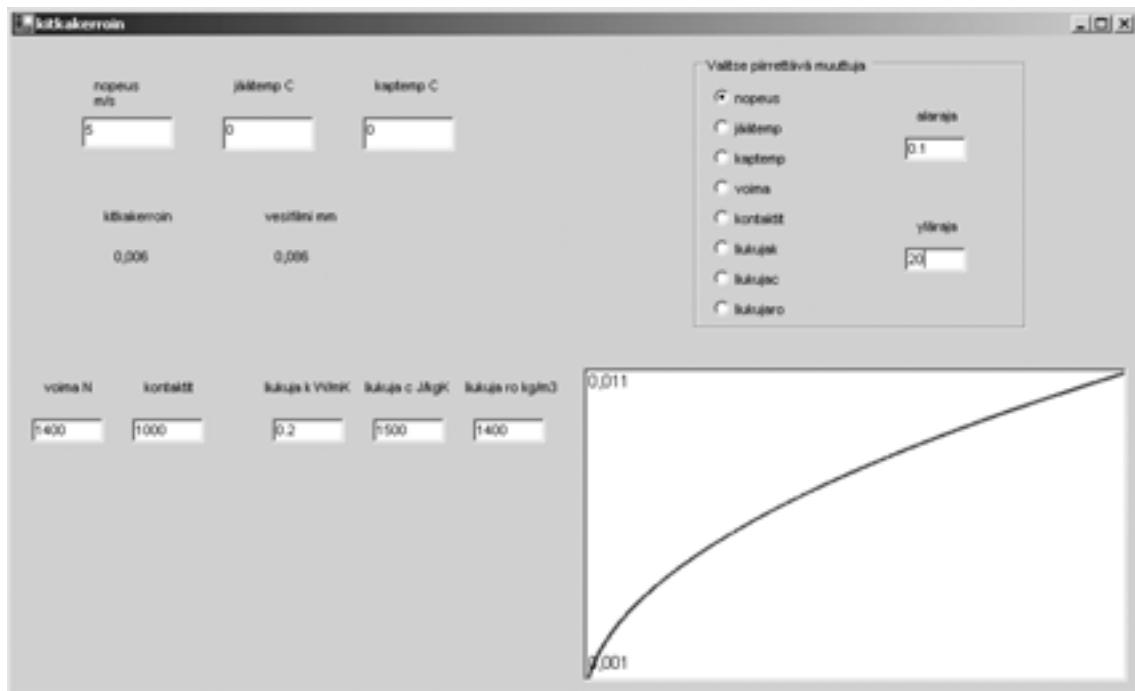 kitkakerroin
nopeus
m/s
jäätemp C
kaptemp C
5
0
0
kitkakerroin
vesifilmi mm
0,006
0,086
Valitse piirrettävä muuttuja
nopeus
jäätemp
kaptemp
voima
kontaktit
liukujak
liukujac
liukujaro
alaraja
0.1
yläraja
20
voima N
kontaktit
liukuja k W/mK
liukuja c J/kgK
liukuja ro kg/m3
1400
1000
0.2
1500
1400
0,011
0,001